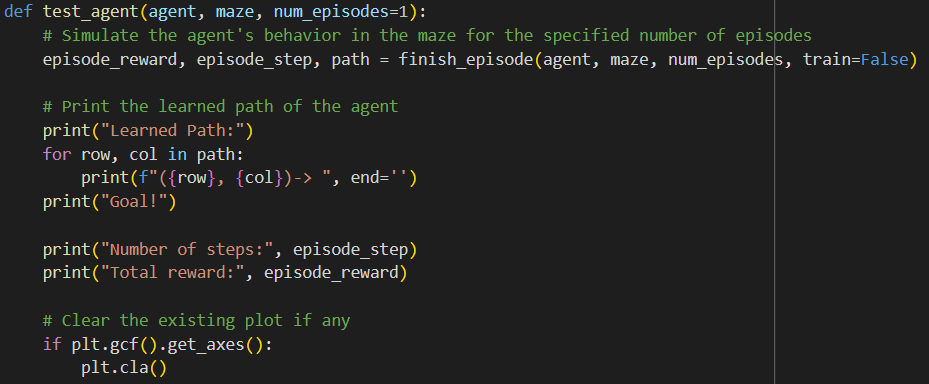 def test_agent(agent, maze, num_episodes=1):
    # Simulate the agent's behavior in the maze for the specified number of episodes
    episode_reward, episode_step, path = finish_episode(agent, maze, num_episodes, train=False)

    # Print the learned path of the agent
    print("Learned Path:")
    for row, col in path:
        print(f"({row}, {col})-> ", end='')
    print("Goal!")

    print("Number of steps:", episode_step)
    print("Total reward:", episode_reward)

    # Clear the existing plot if any
    if plt.gcf().get_axes():
        plt.cla()